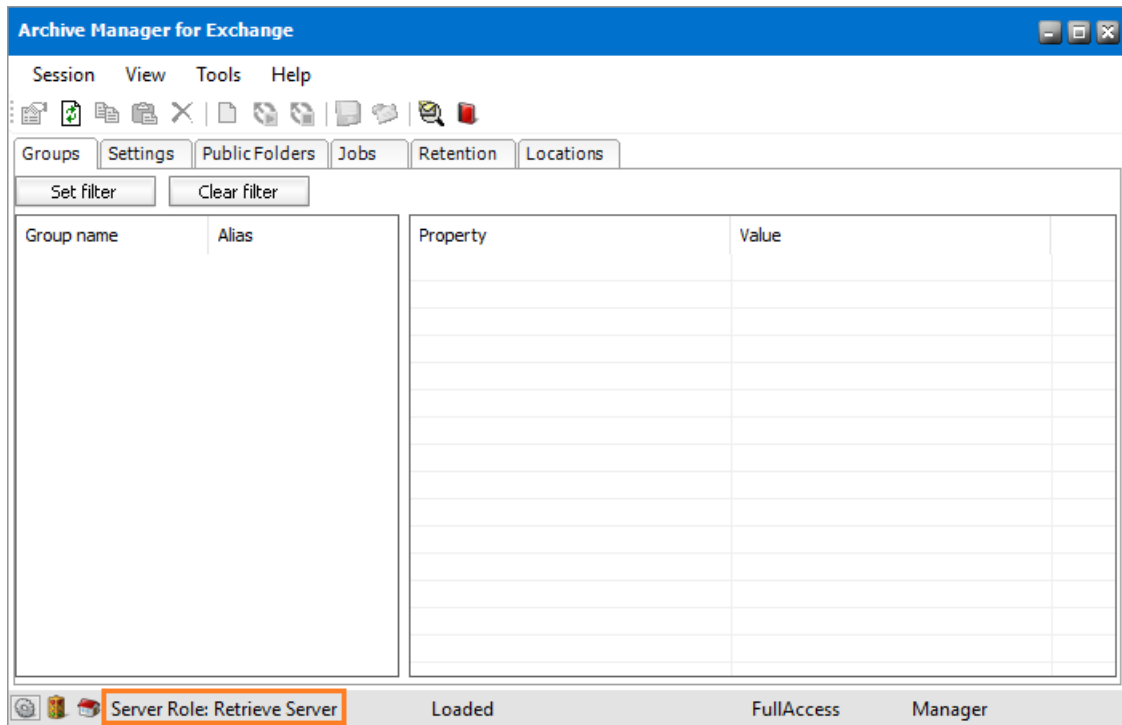 Archive Manager for Exchange
Session View Tools Help
Groups Settings Public Folders Jobs Retention Locations
Set filter Clear filter
Group name Alias Property Value
Server Role: Retrieve Server Loaded FullAccess Manager